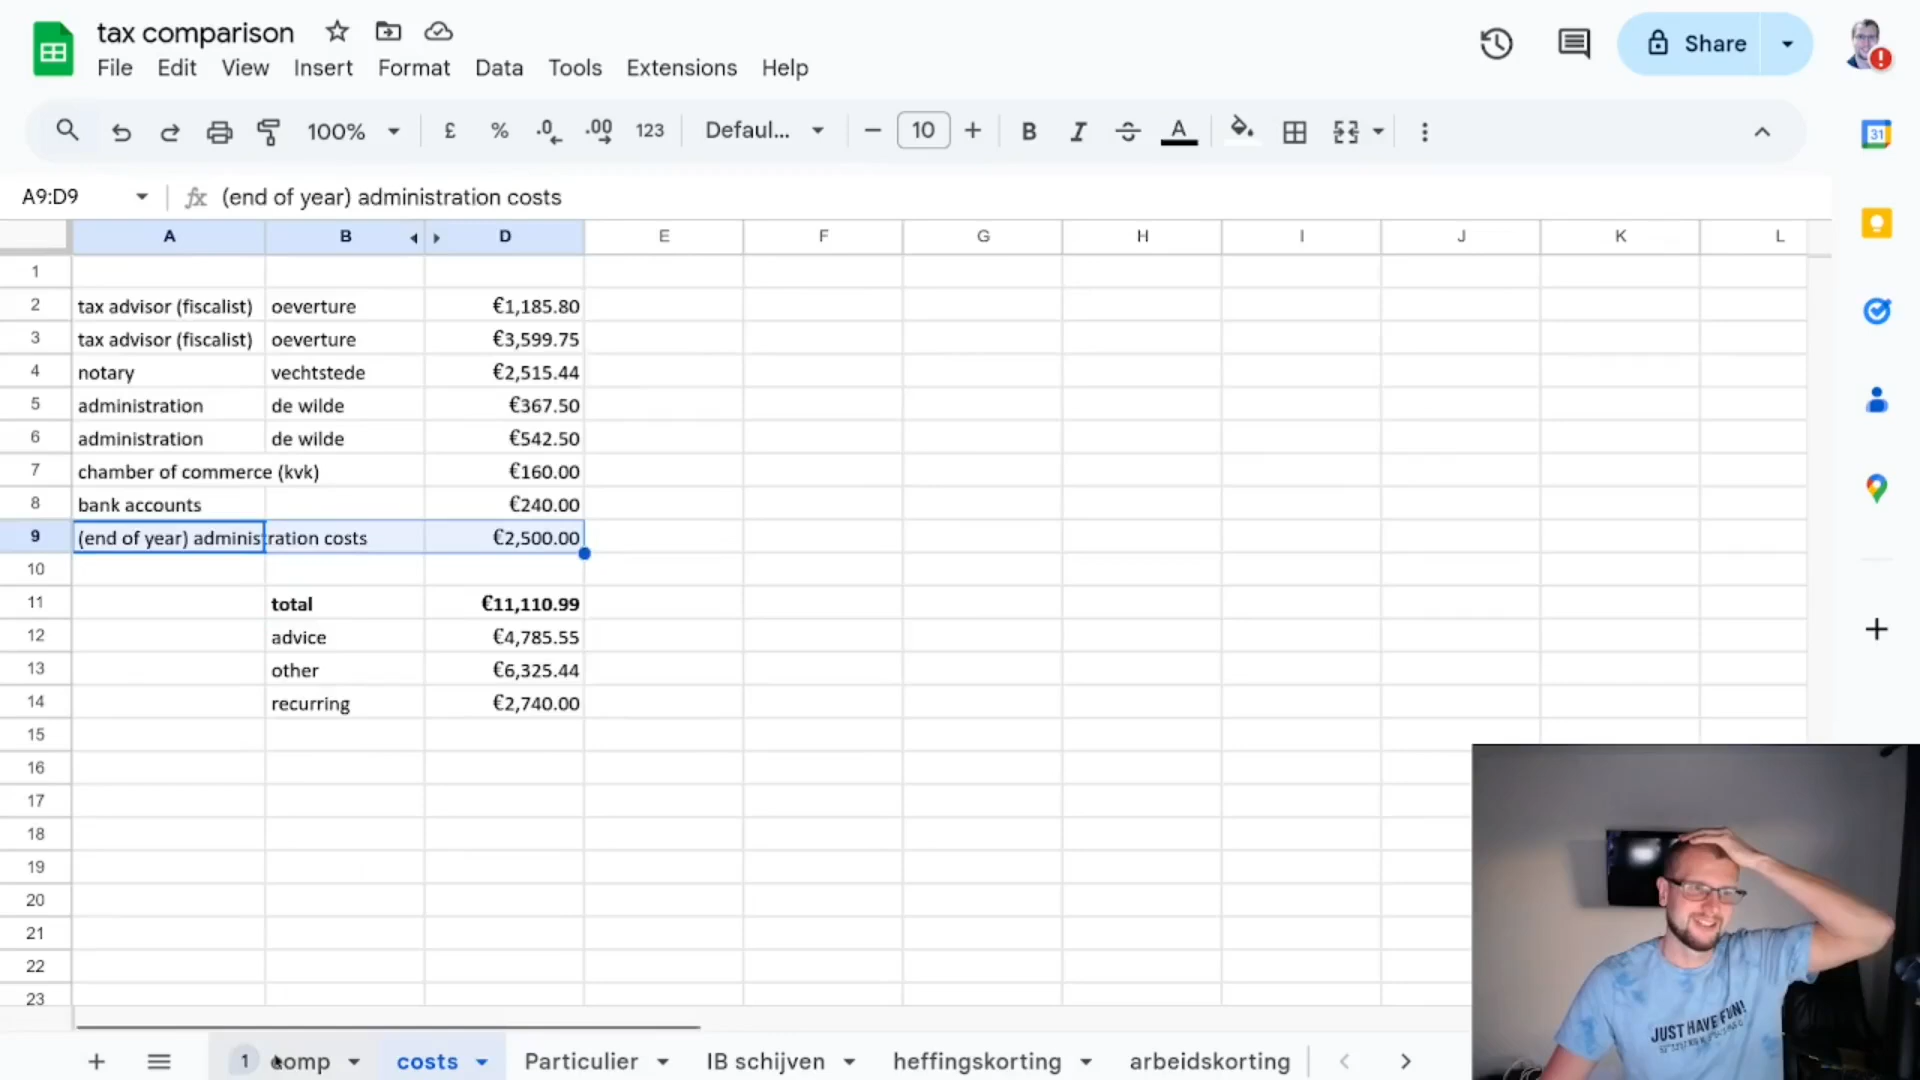 tax comparison
File Edit View Insert Format Data Tools Extensions Help
Share
100% £ % .0 .00 123 Defaul... 10 B I A
31
A9:D9 fx (end of year) administration costs
A B D E F G H I J K L
1
2 tax advisor (fiscalist) oeverture €1,185.80
3 tax advisor (fiscalist) oeverture €3,599.75
4 notary vechtstede €2,515.44
5 administration de wilde €367.50
6 administration de wilde €542.50
7 chamber of commerce (kvk) €160.00
8 bank accounts €240.00
9 (end of year) administration costs €2,500.00
10
11 total €11,110.99
12 advice €4,785.55
13 other €6,325.44
14 recurring €2,740.00
15
16
17
18
19
20
21
22
23
JUST HAVE FUN!
1 comp costs Particulier IB schijven heffingskorting arbeidskorting